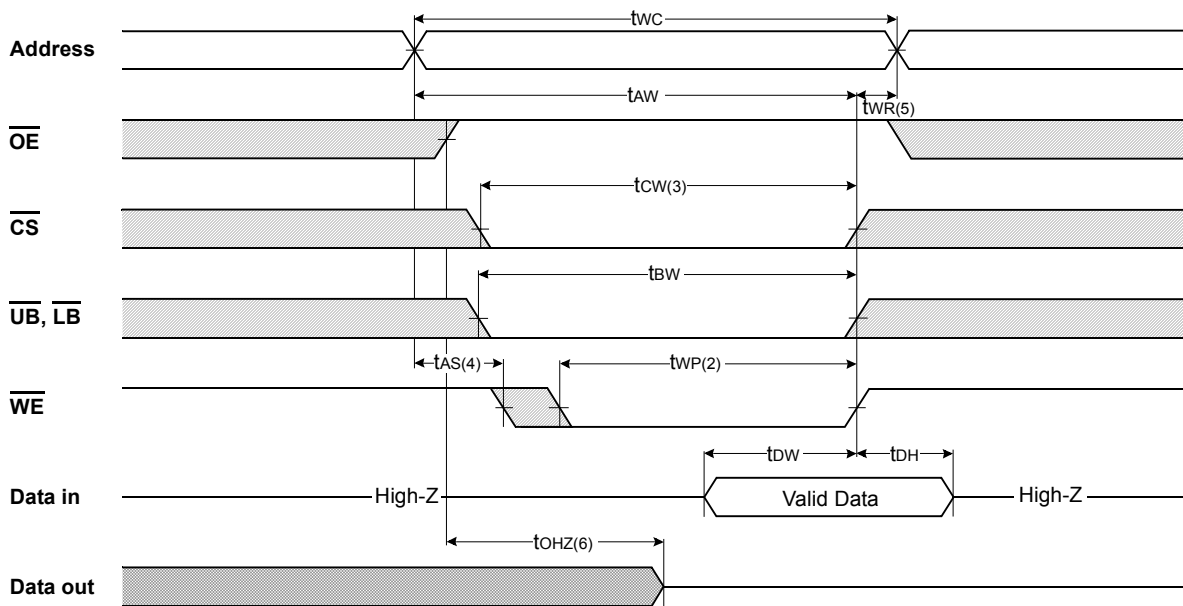 tWC
Address
tAW
tWR(5)
OE
tCW(3)
CS
tBW
UB, LB
tAS(4)
tWP(2)
WE
tDW
tDH
Data in
High-Z
Valid Data
High-Z
tOHZ(6)
Data out